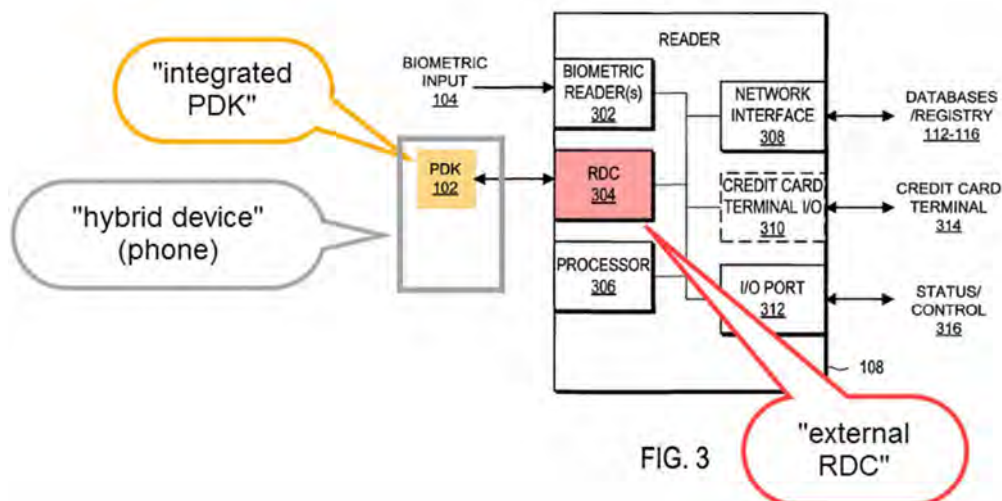 "integrated
PDK"
"hybrid device"
(phone)
BIOMETRIC
INPUT
104
PDK
102
READER
BIOMETRIC
READER(s)
302
RDC
304
PROCESSOR
306
NETWORK
INTERFACE
308
CREDIT CARD
TERMINAL I/O
310
I/O PORT
312
DATABASES
/REGISTRY
112-116
CREDIT CARD
TERMINAL
314
STATUS/
CONTROL
316
108
FIG. 3
"external
RDC"